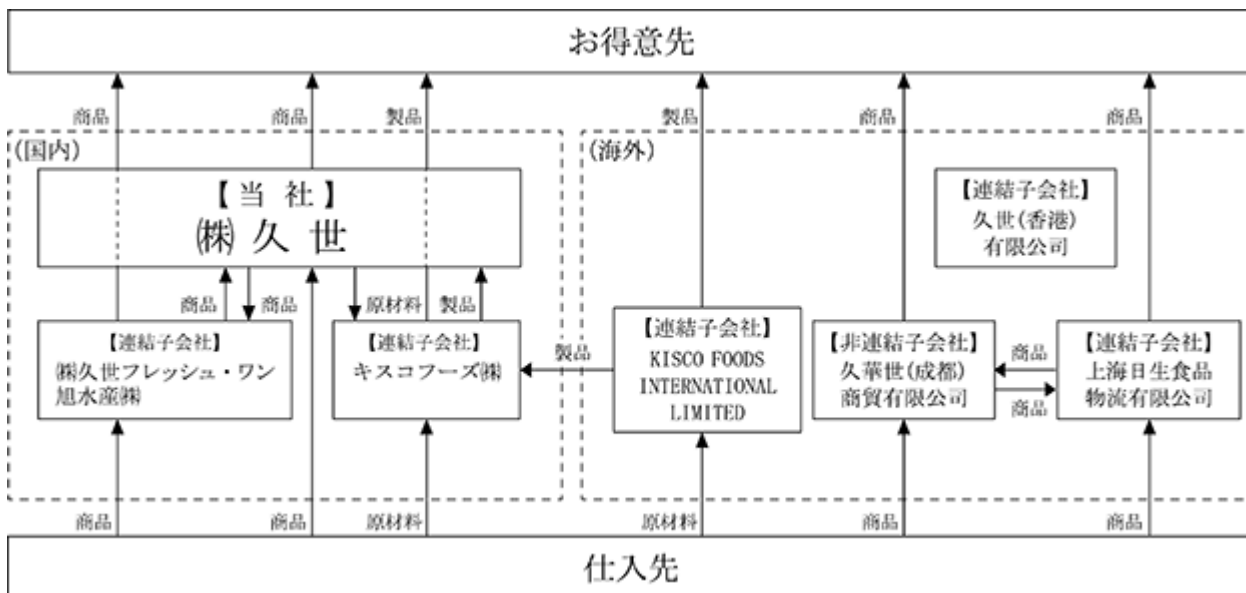 お得意先
商品
商品
製品
製品
商品
商品
(国内)
(海外)
【当社】
㈱久世
【連結子会社】
久世(香港)
有限公司
商品
商品
原材料
製品
【連結子会社】
㈱久世フレッシュ・ワン
旭水産㈱
【連結子会社】
キスコフーズ㈱
製品
【連結子会社】
KISCO FOODS
INTERNATIONAL
LIMITED
【非連結子会社】
久華世(成都)
商貿有限公司
商品
商品
【連結子会社】
上海日生食品
物流有限公司
商品
商品
原材料
原材料
商品
商品
仕入先